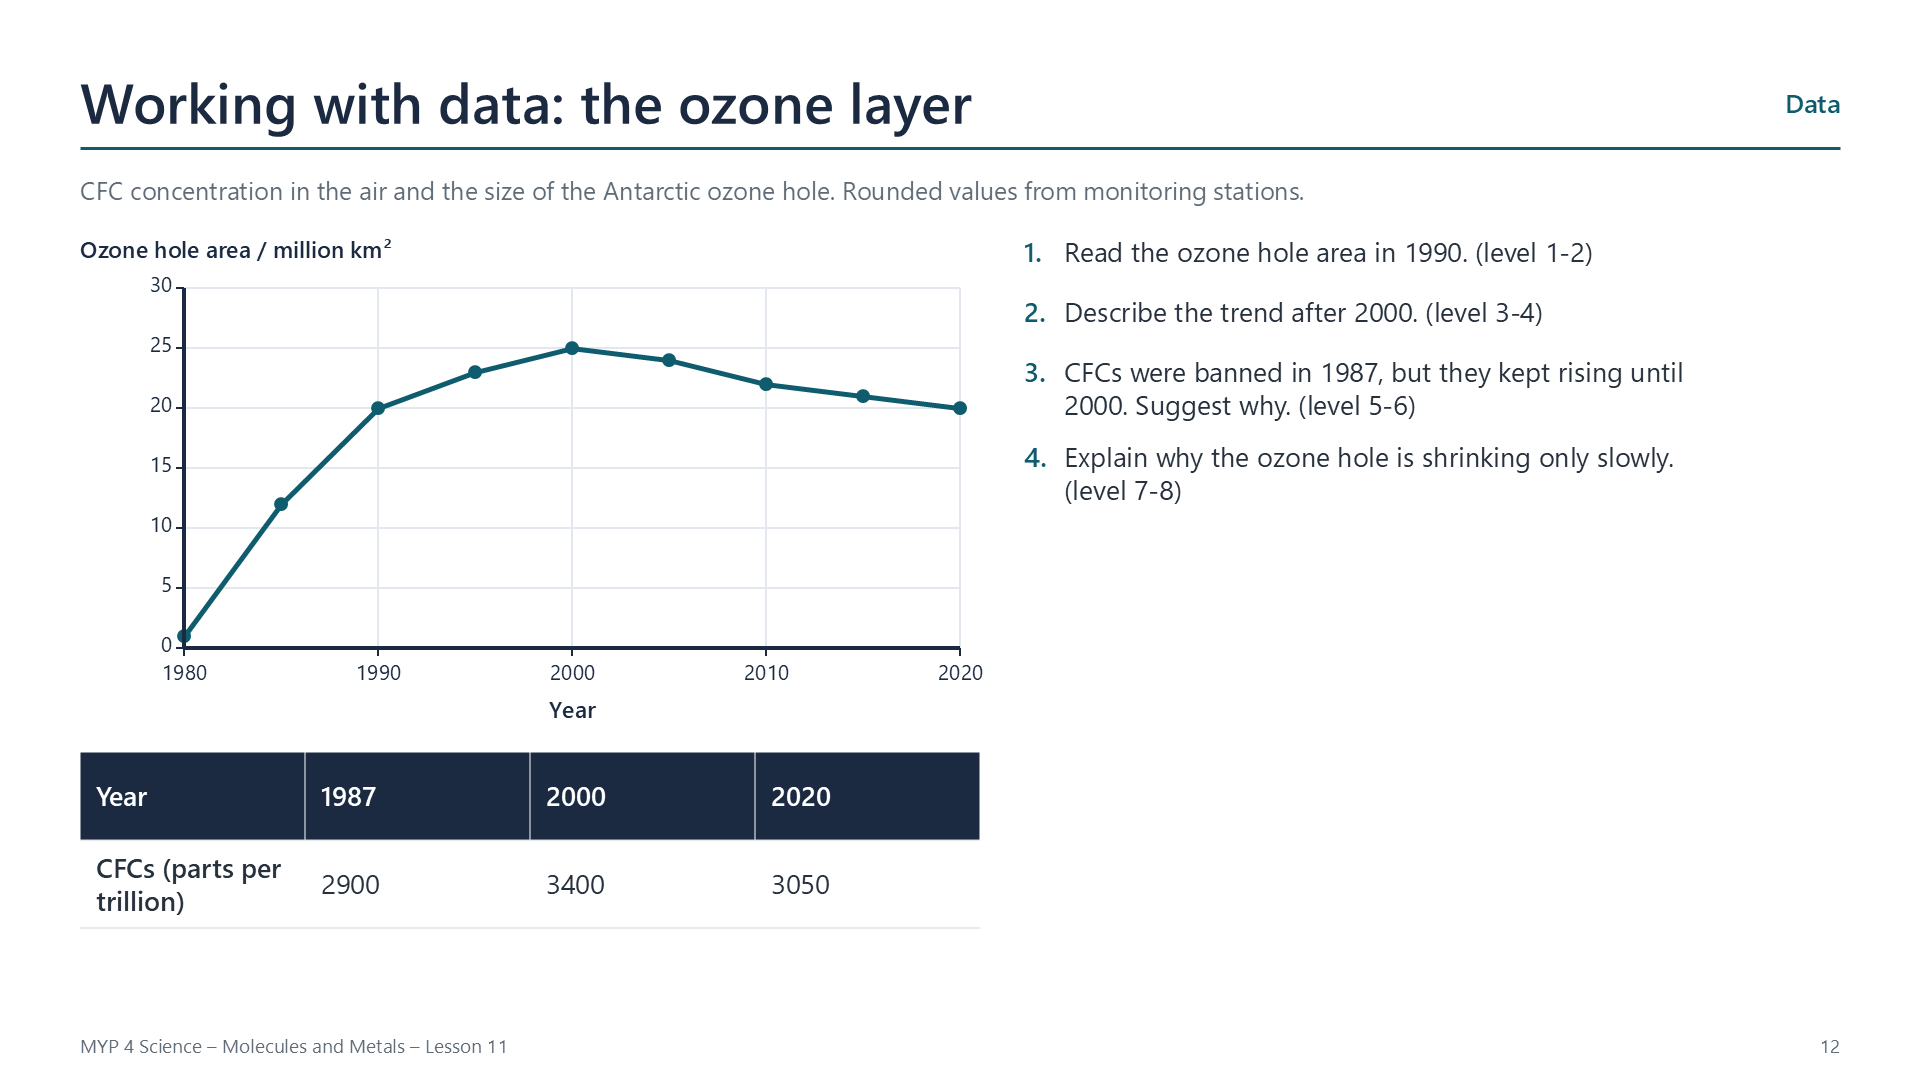 Working with data: the ozone layer
Data
CFC concentration in the air and the size of the Antarctic ozone hole. Rounded values from monitoring stations.
Ozone hole area / million km²
30
25
20
15
10
5
0
1980 1990 2000 2010 2020
Year
Year 1987 2000 2020
CFCs (parts per
trillion)
2900 3400 3050
1. Read the ozone hole area in 1990. (level 1-2)
2. Describe the trend after 2000. (level 3-4)
3. CFCs were banned in 1987, but they kept rising until
2000. Suggest why. (level 5-6)
4. Explain why the ozone hole is shrinking only slowly.
(level 7-8)
MYP 4 Science – Molecules and Metals – Lesson 11
12